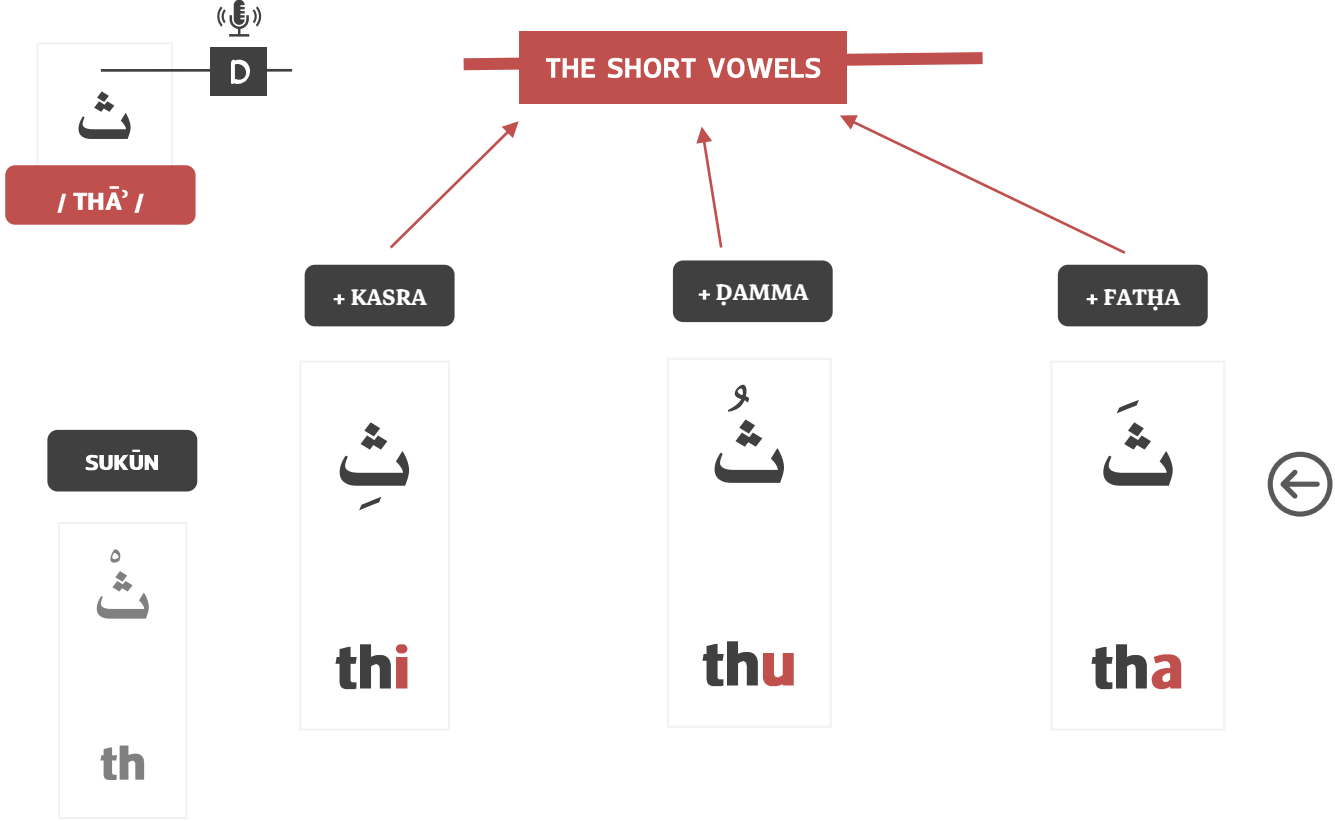 D
THE SHORT VOWELS
ث
/ THĀʾ /
+ KASRA
+ ḌAMMA
+ FATḤA
ثِ
ثُ
ثَ
SUKŪN
ثْ
thi
thu
tha
th